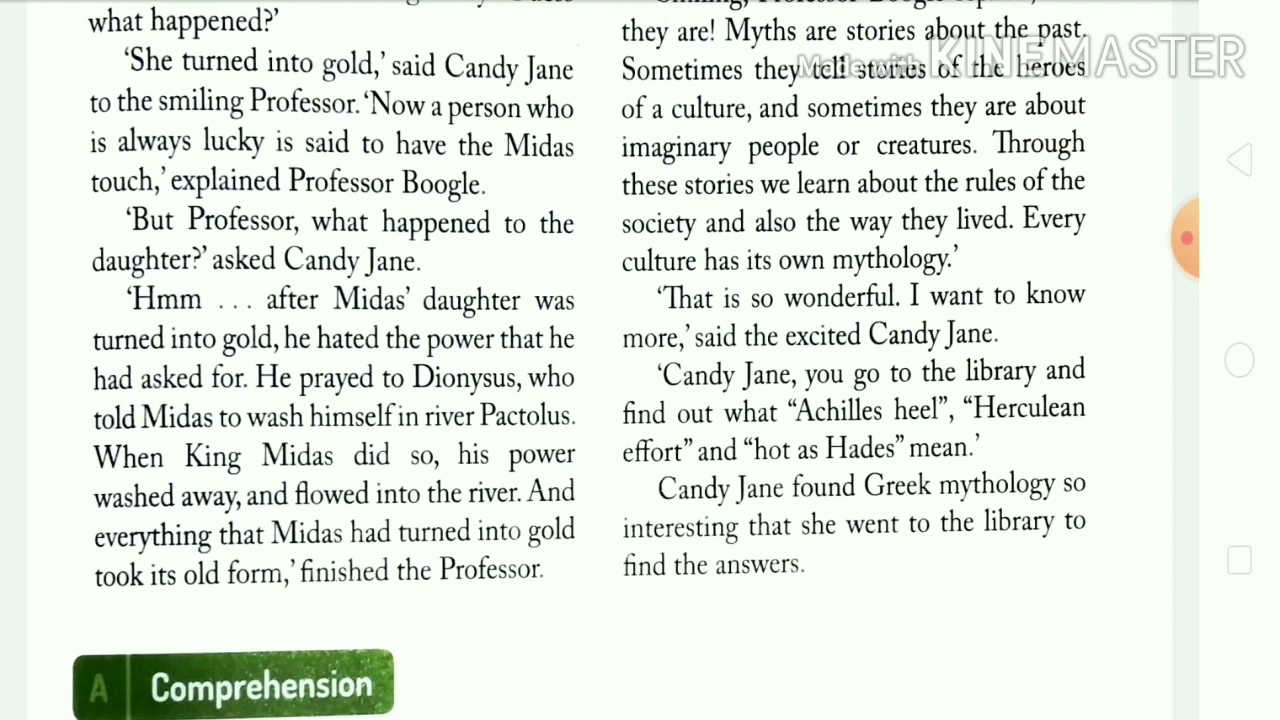 what happened?'
'She turned into gold,' said Candy Jane
to the smiling Professor. 'Now a person who
is always lucky is said to have the Midas
touch,' explained Professor Boogle.
'But Professor, what happened to the
daughter?' asked Candy Jane.
'Hmm . . . after Midas' daughter was
turned into gold, he hated the power that he
had asked for. He prayed to Dionysus, who
told Midas to wash himself in river Pactolus.
When King Midas did so, his power
washed away, and flowed into the river. And
everything that Midas had turned into gold
took its old form,' finished the Professor.
they are! Myths are stories about the past.
Sometimes they tell stories of the heroes
of a culture, and sometimes they are about
imaginary people or creatures. Through
these stories we learn about the rules of the
society and also the way they lived. Every
culture has its own mythology.'
'That is so wonderful. I want to know
more,' said the excited Candy Jane.
'Candy Jane, you go to the library and
find out what "Achilles heel", "Herculean
effort" and "hot as Hades" mean.'
Candy Jane found Greek mythology so
interesting that she went to the library to
find the answers.
Made with KINEMASTER
A Comprehension